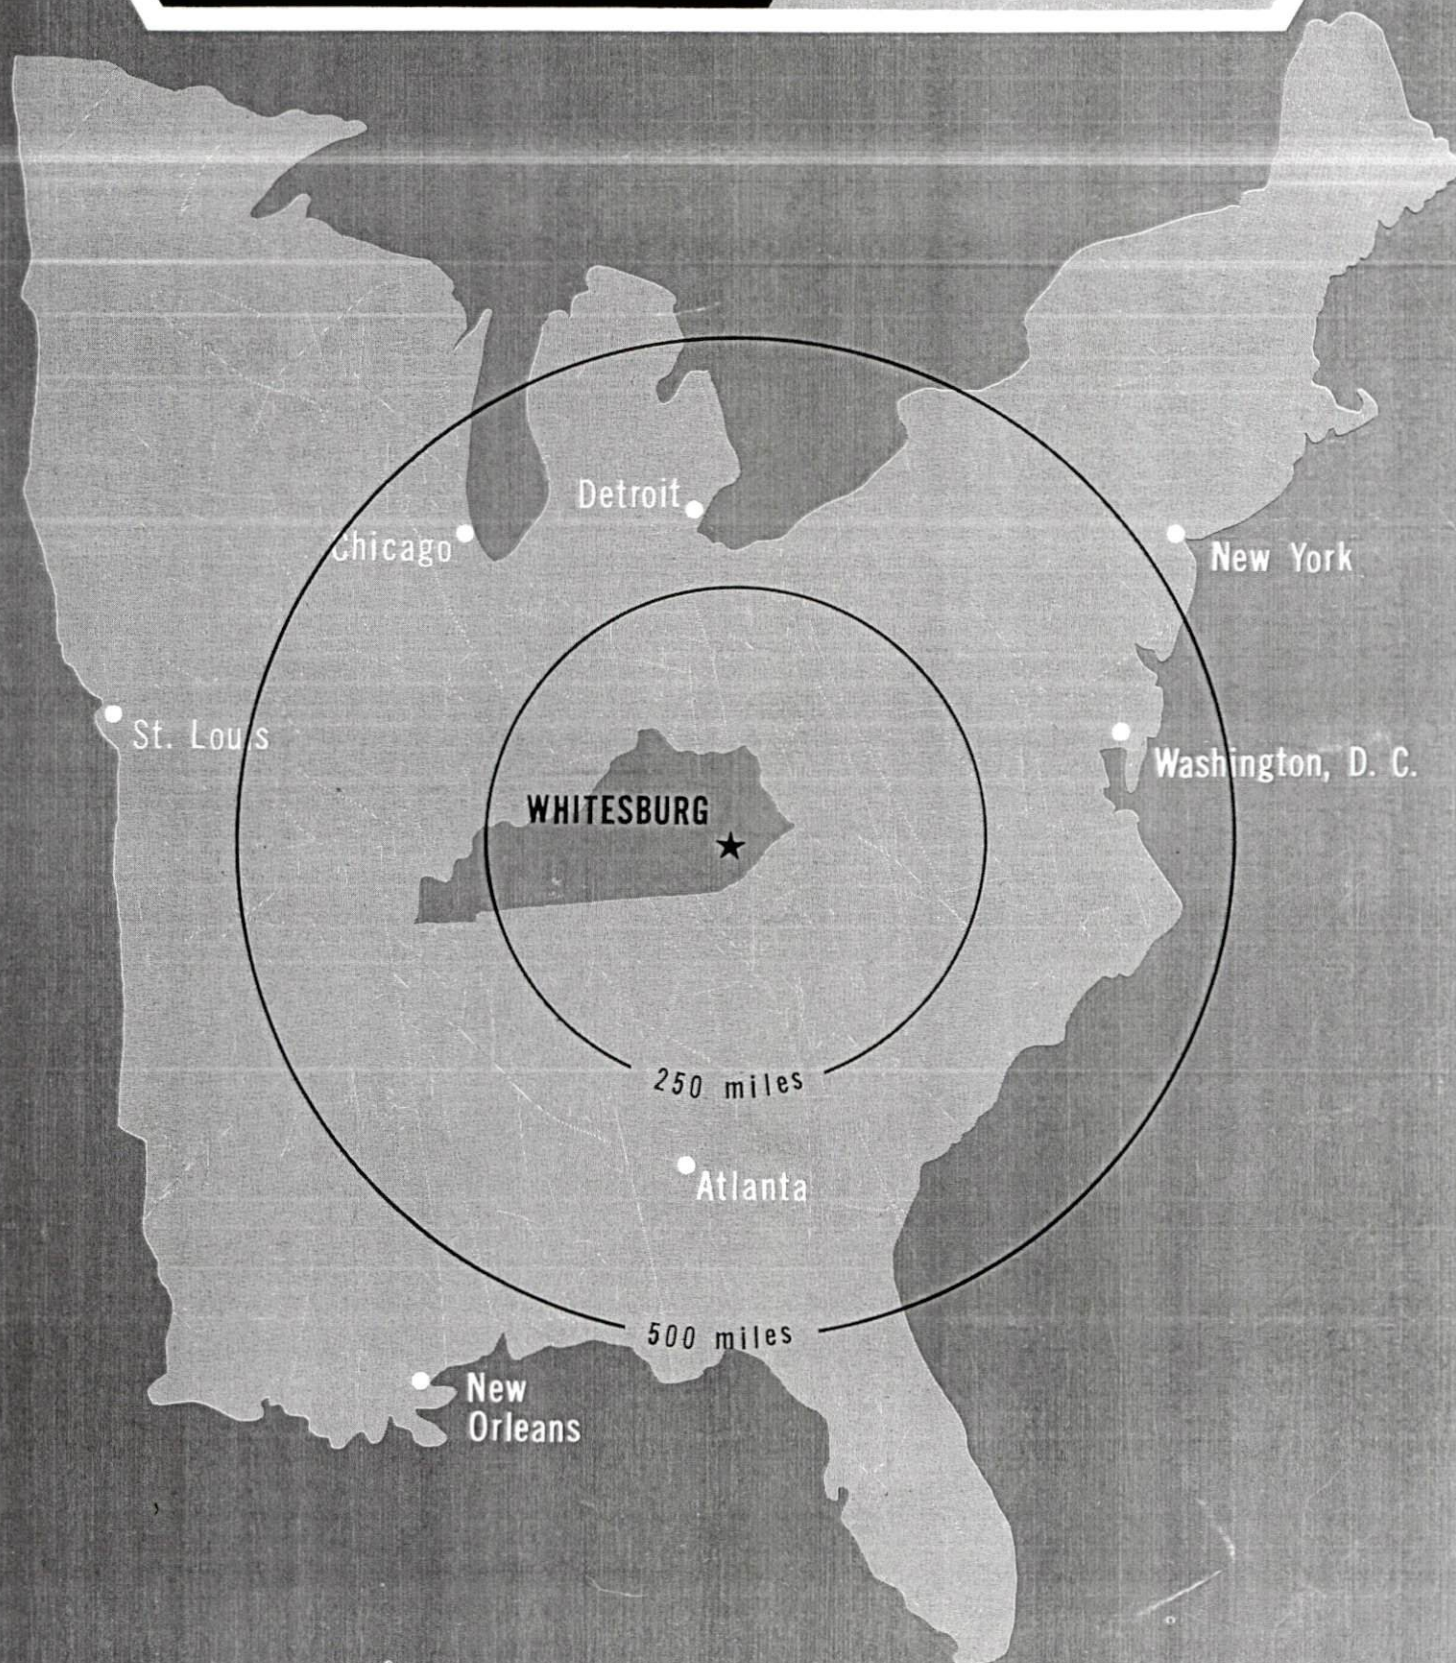 Detroit
Chicago
New York
St. Louis
Washington, D. C.
WHITESBURG
250 miles
Atlanta
500 miles
New
Orleans